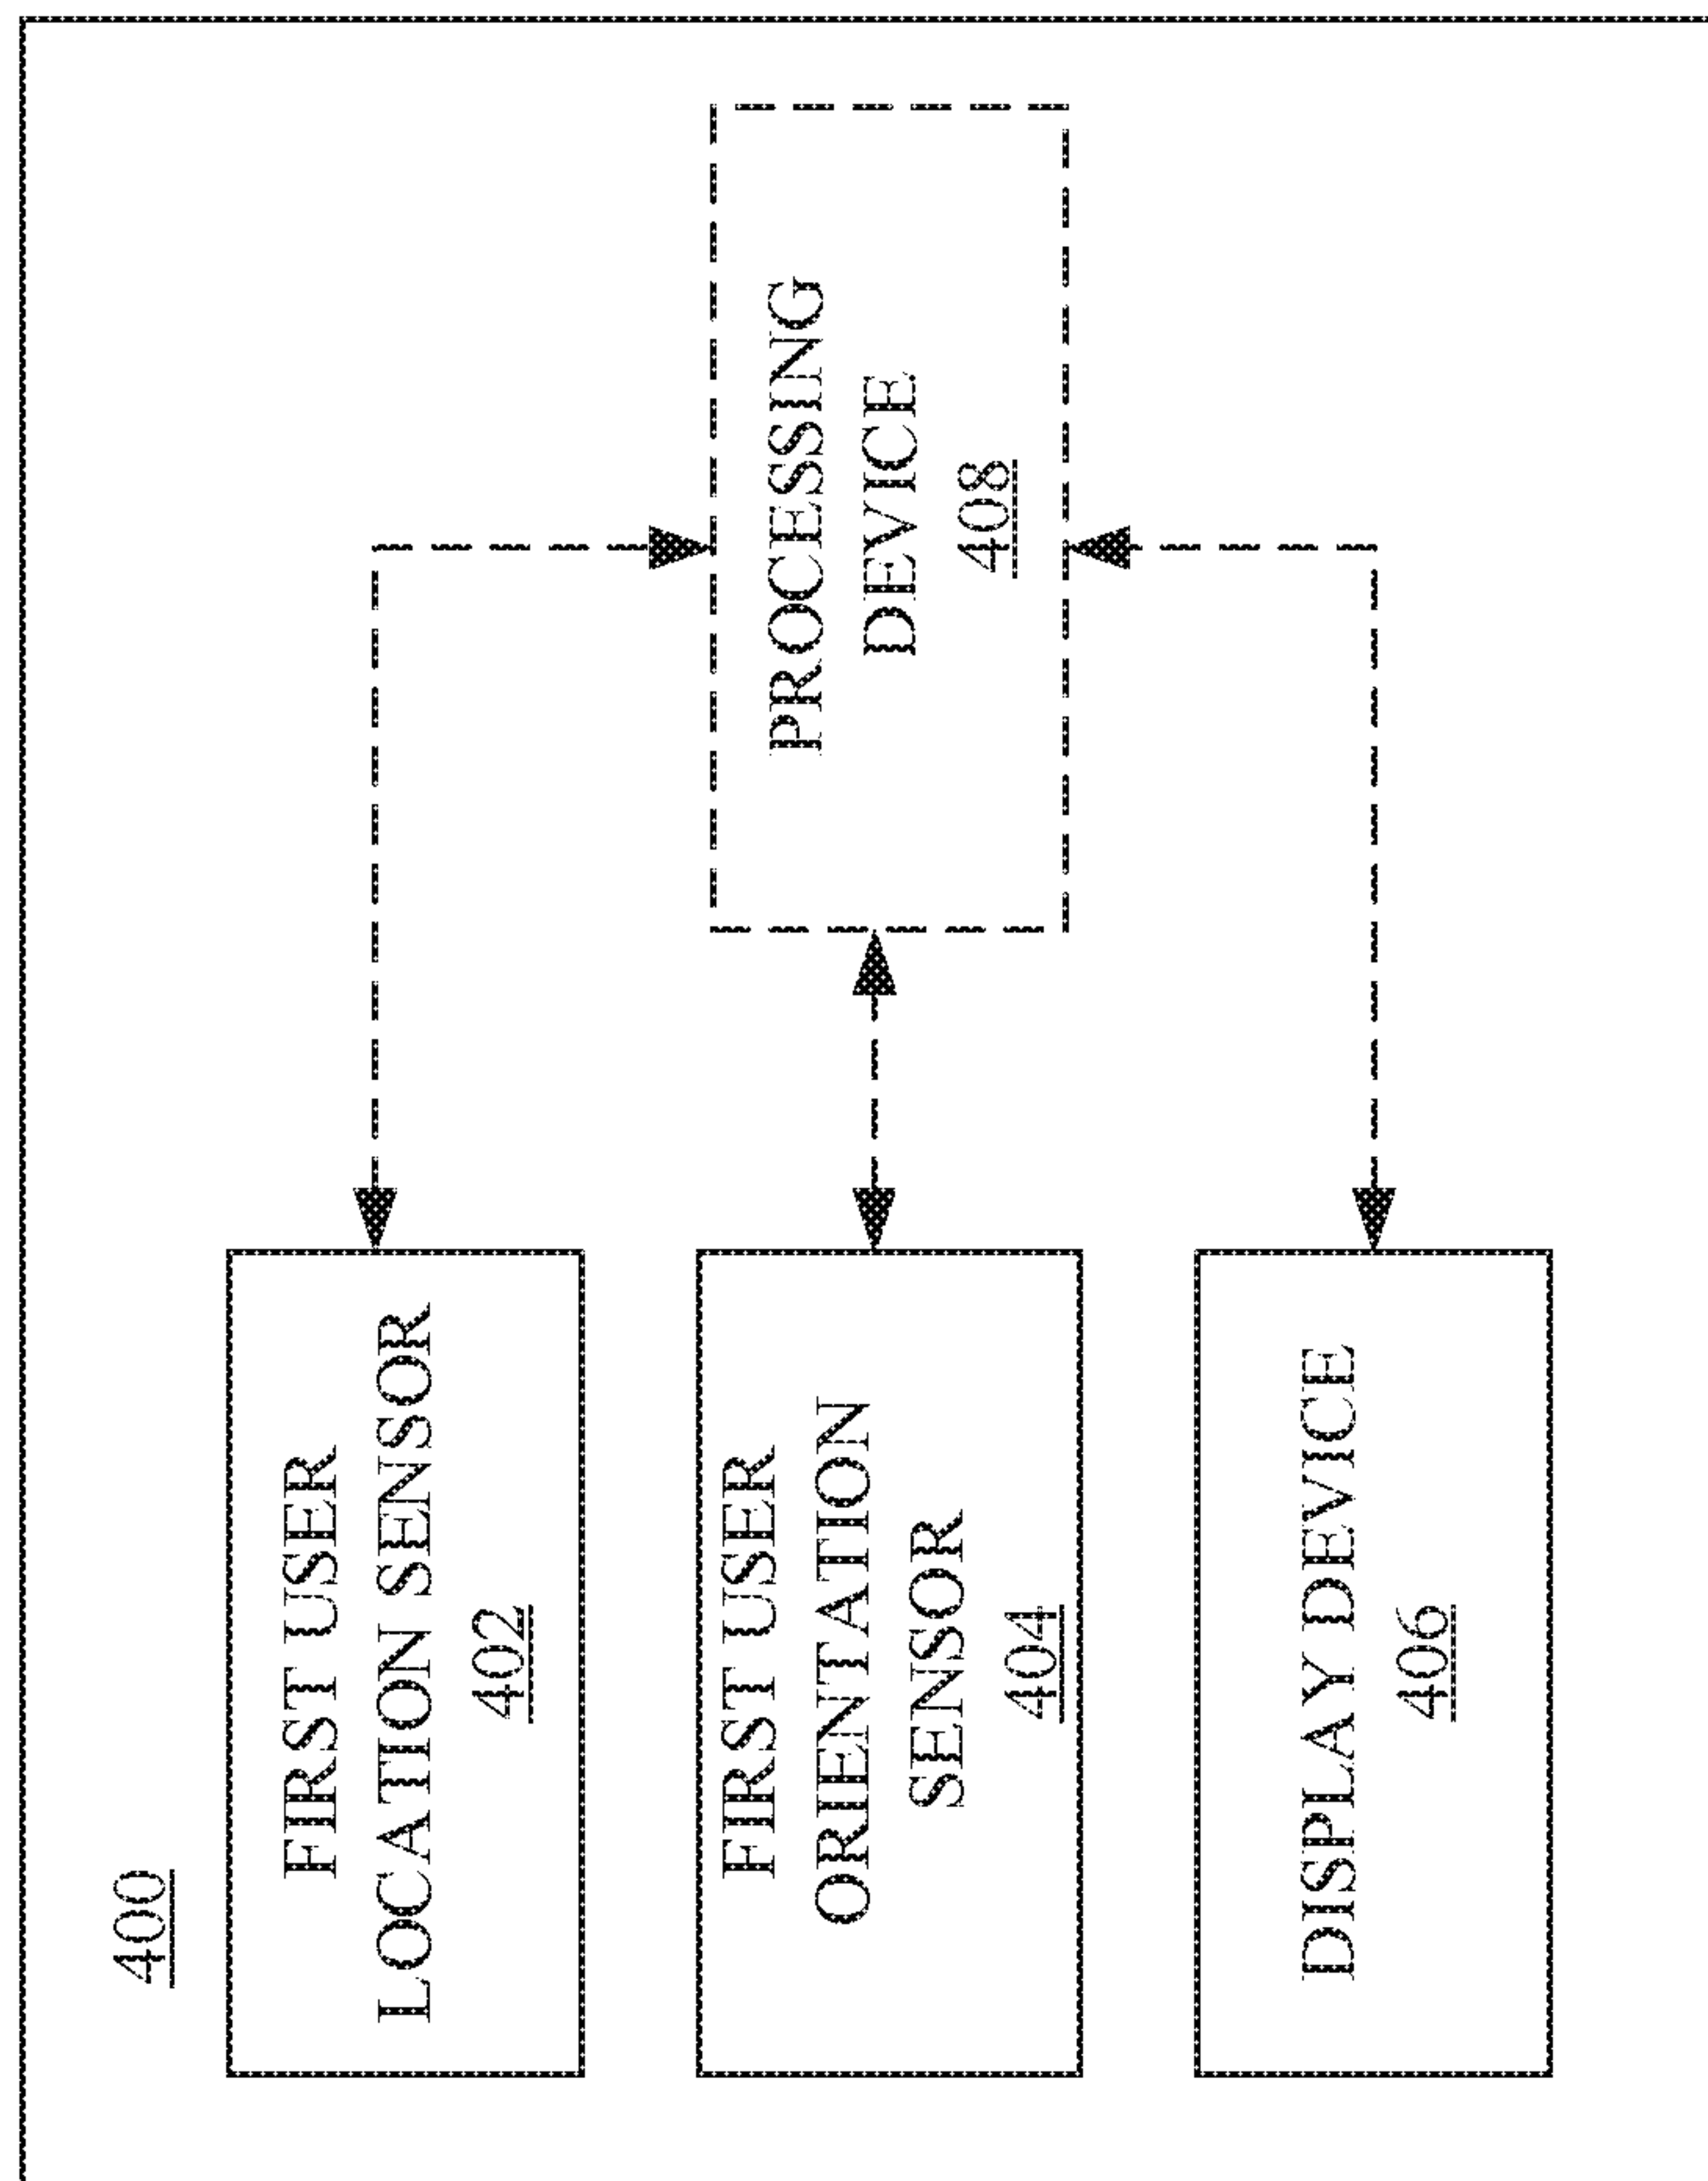 400
FIRST USER
LOCATION SENSOR
402
FIRST USER
ORIENTATION
SENSOR
404
DISPLAY DEVICE
406
PROCESSING
DEVICE
408